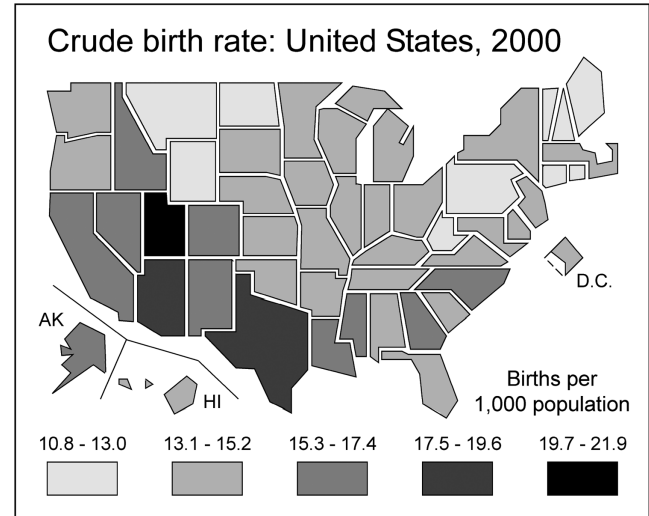 Crude birth rate: United States, 2000
D.C.
AK
HI
Births per
1,000 population
10.8 - 13.0
13.1 - 15.2
15.3 - 17.4
17.5 - 19.6
19.7 - 21.9